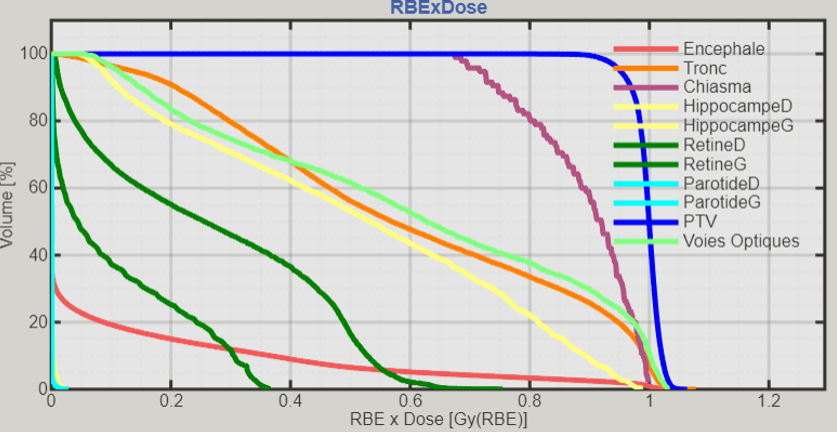 RBExDose
Volume [%]
100
80
60
40
20
0
Encephale
Tronc
Chiasma
HippocampeD
HippocampeG
RetineD
RetineG
ParotideD
ParotideG
PTV
Voies Optiques
0 0.2 0.4 0.6 0.8 1 1.2
RBE x Dose [Gy(RBE)]